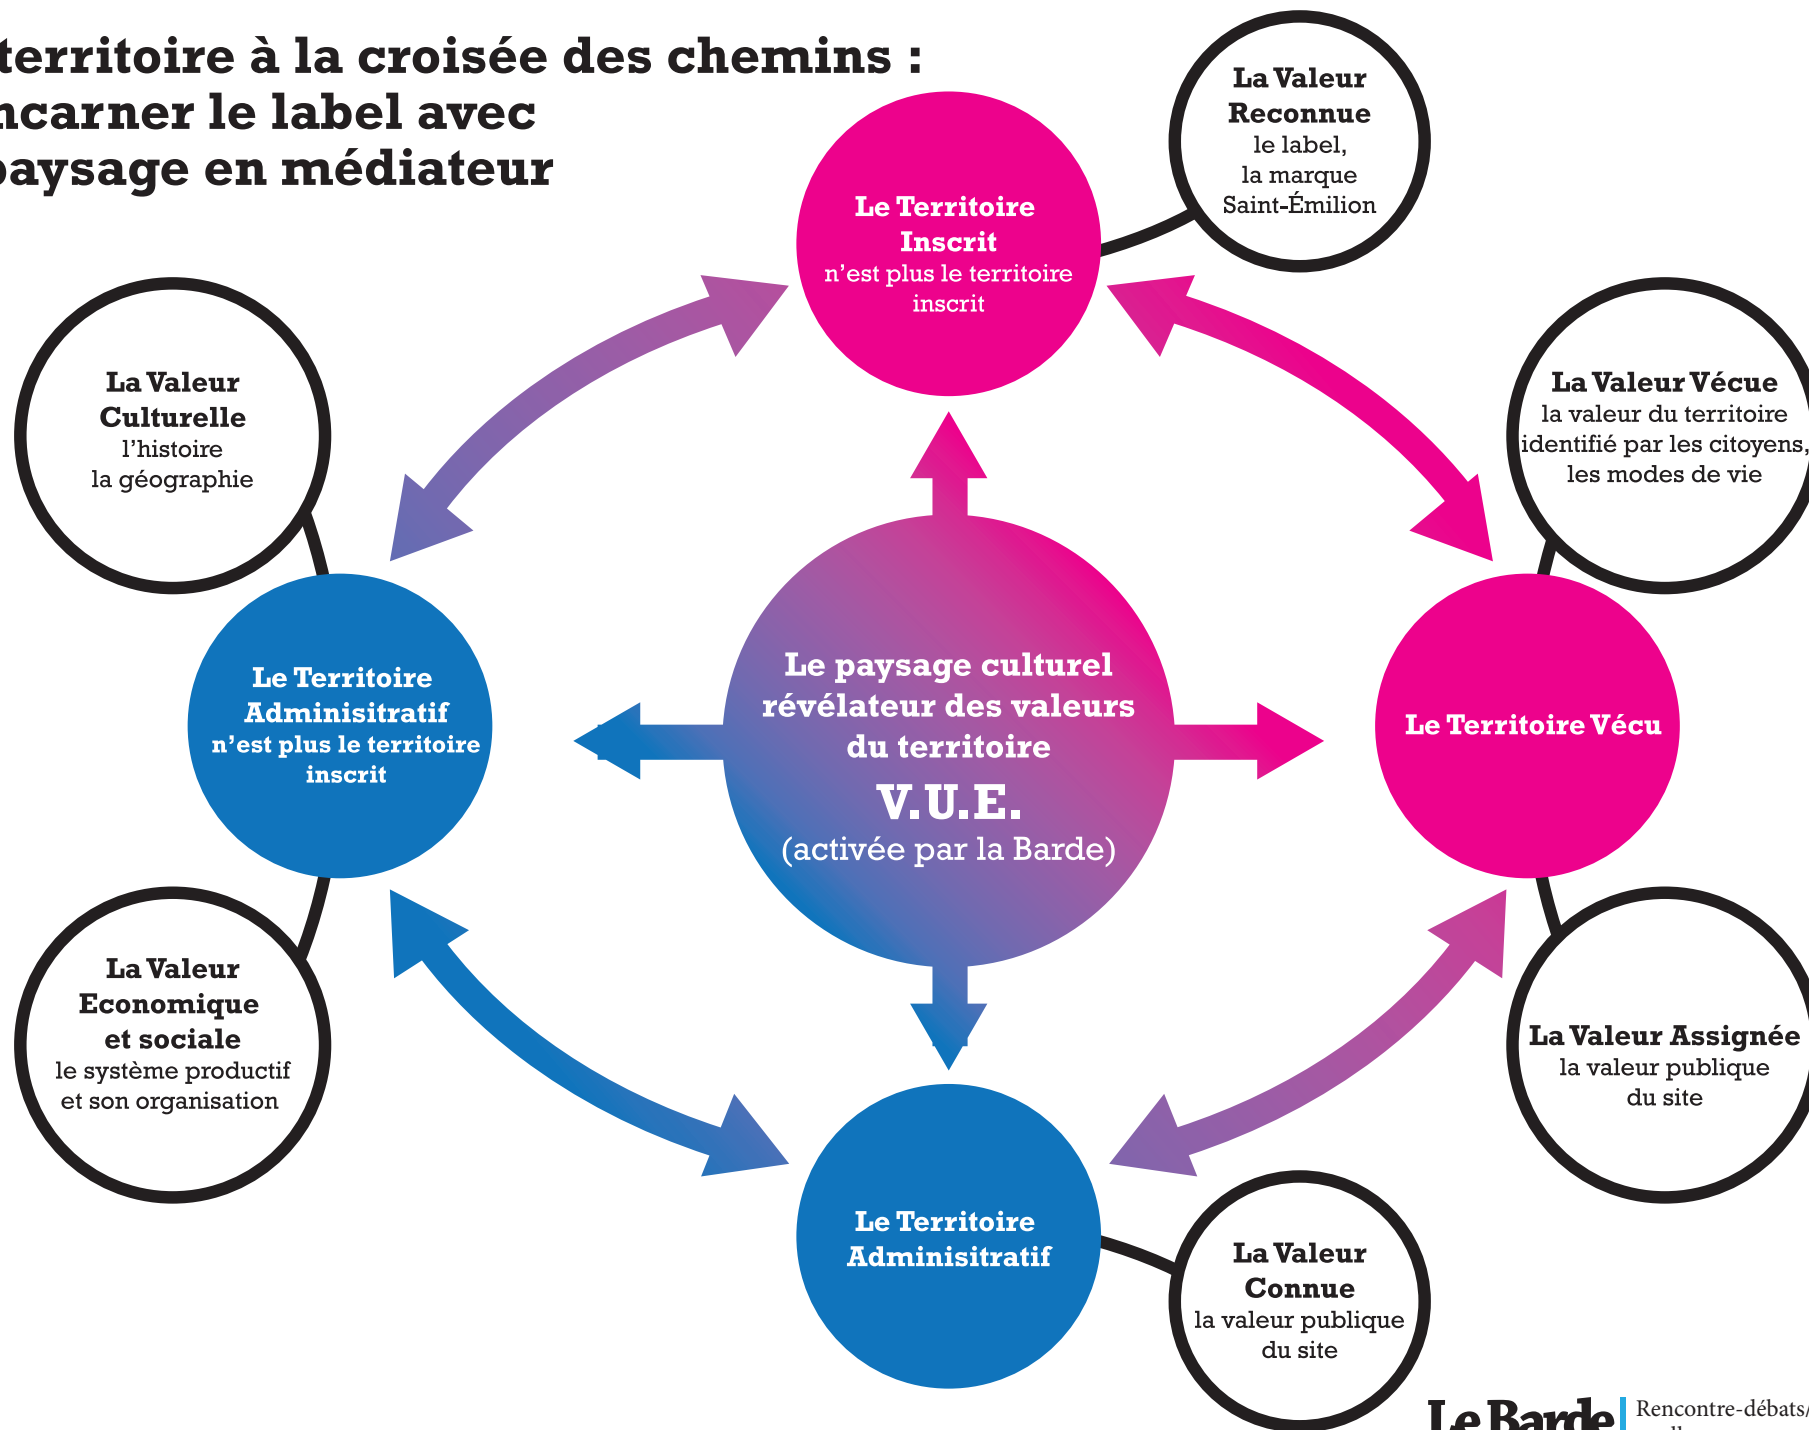 territoire à la croisée des chemins :
ncarner le label avec
paysage en médiateur
La Valeur
Reconnue
le label,
la marque
Saint-Émilion
Le Territoire
Inscrit
n'est plus le territoire
inscrit
La Valeur
Culturelle
l'histoire
la géographie
La Valeur Vécue
la valeur du territoire
identifié par les citoyens,
les modes de vie
Le Territoire
Adminisitratif
n'est plus le territoire
inscrit
Le paysage culturel
révélateur des valeurs
du territoire
V.U.E.
(activée par la Barde)
Le Territoire Vécu
La Valeur
Economique
et sociale
le système productif
et son organisation
La Valeur Assignée
la valeur publique
du site
Le Territoire
Adminisitratif
La Valeur
Connue
la valeur publique
du site
Le Barde
Rencontre-débats/